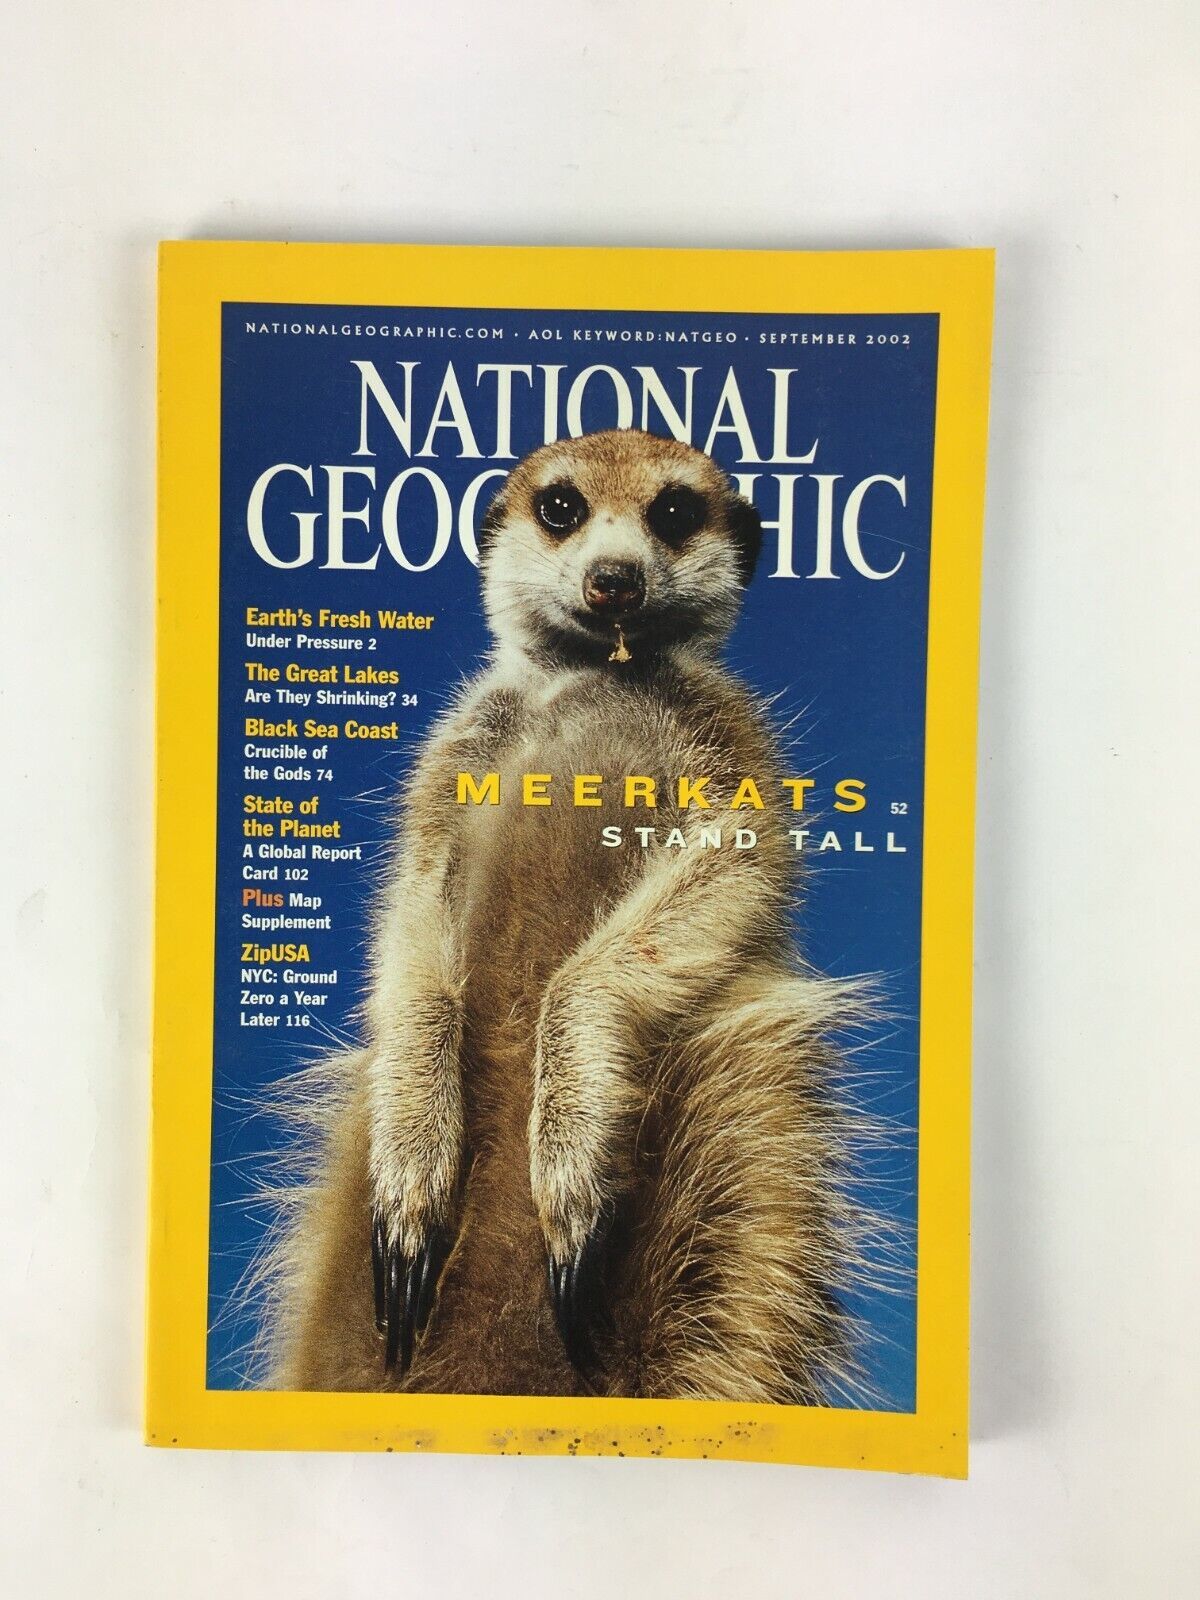 NATIONALGEOGRAPHIC.COM • AOL KEYWORD:NATGEO • SEPTEMBER 2002
NATIONAL
GEOGRAPHIC
Earth's Fresh Water
Under Pressure 2
The Great Lakes
Are They Shrinking? 34
Black Sea Coast
Crucible of
the Gods 74
State of
the Planet
A Global Report
Card 102
Plus Map
Supplement
ZipUSA
NYC: Ground
Zero a Year
Later 116
MEERKATS 52
STAND TALL